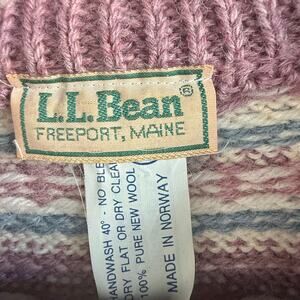 L.L.Bean®
FREEPORT, MAINE
HANDWASH 40° - NO BLE
DRY FLAT OR DRY CLEA
100% PURE NEW WOOL
MADE IN NORWAY